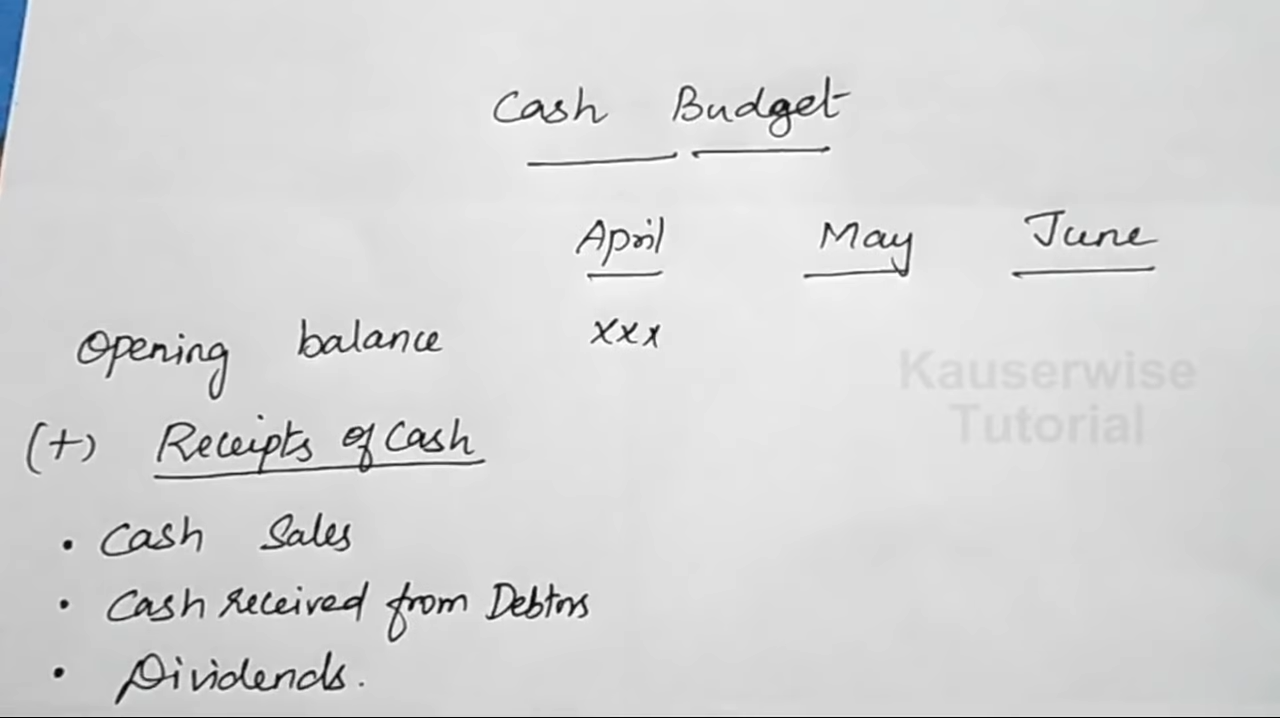 Cash Budget
April May June
Opening balance xxx
Kauserwise
Tutorial
(+) Receipts of Cash
• Cash Sales
• Cash received from Debtors
• Dividends.